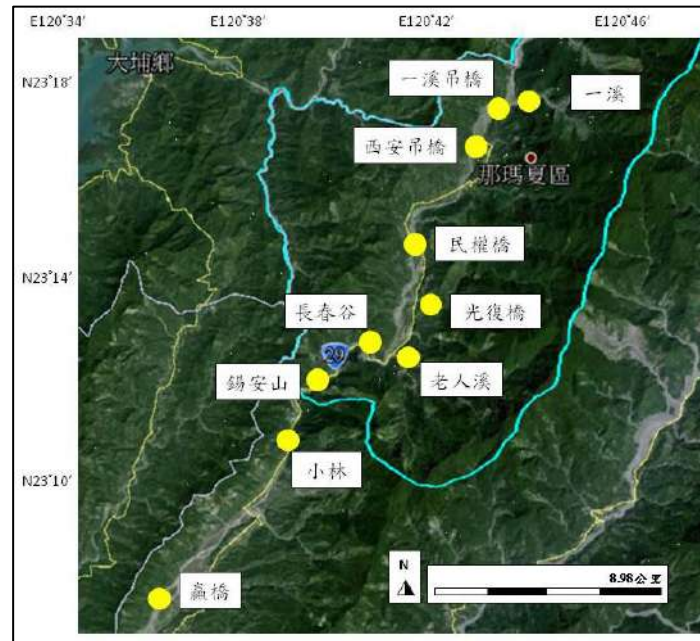 E120°34'
E120°38'
E120°42'
E120°46'
大埔鄉
N23°18'
一溪吊橋
一溪
西安吊橋
那瑪夏區
民權橋
N23°14'
長春谷
光復橋
29
老人溪
錫安山
小林
N23°10'
N
8.98公里
贏橋